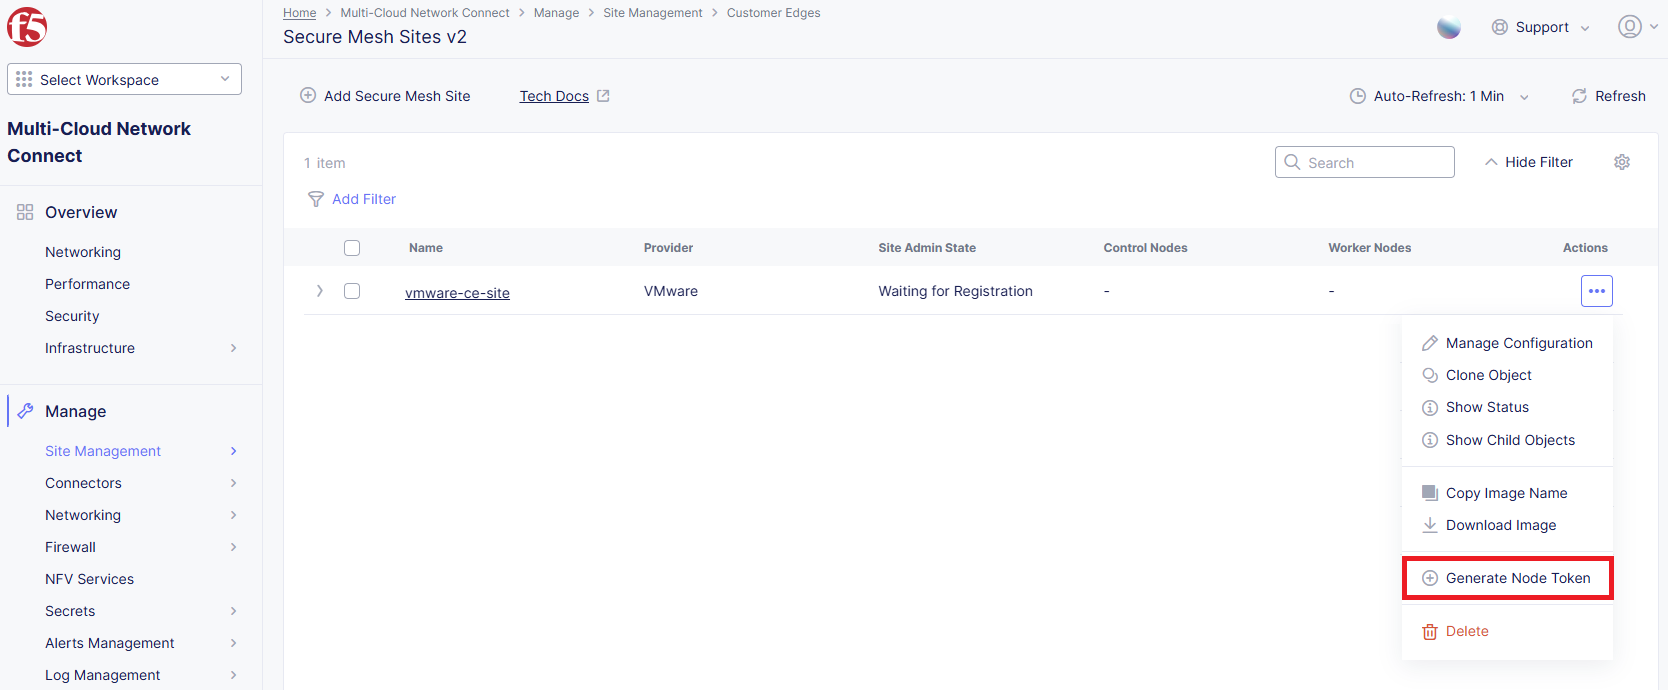 f5
Select Workspace
Multi-Cloud Network
Connect
Overview
Networking
Performance
Security
Infrastructure
Manage
Site Management
Connectors
Networking
Firewall
NFV Services
Secrets
Alerts Management
Log Management
Home > Multi-Cloud Network Connect > Manage > Site Management > Customer Edges
Secure Mesh Sites v2
Support
Add Secure Mesh Site Tech Docs
Auto-Refresh: 1 Min Refresh
1 item
Search Hide Filter
Add Filter
Name Provider Site Admin State Control Nodes Worker Nodes Actions
vmware-ce-site VMware Waiting for Registration - -
Manage Configuration
Clone Object
Show Status
Show Child Objects
Copy Image Name
Download Image
Generate Node Token
Delete